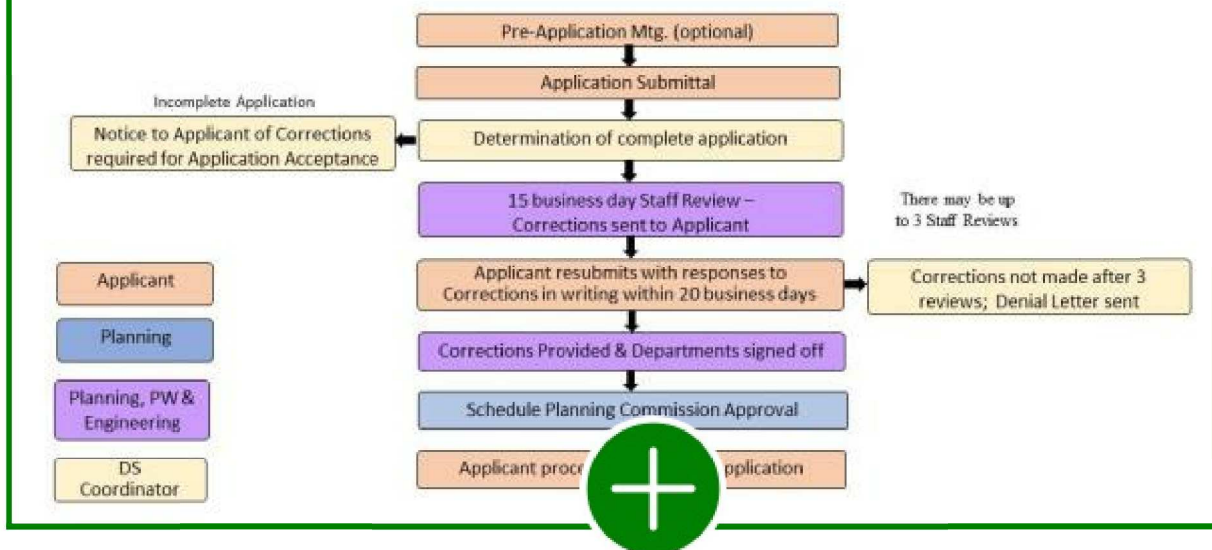 Pre-Application Mtg. (optional)
Application Submittal
Incomplete Application
Notice to Applicant of Corrections
required for Application Acceptance
Determination of complete application
15 business day Staff Review –
Corrections sent to Applicant
There may be up
to 3 Staff Reviews
Applicant resubmits with responses to
Corrections in writing within 20 business days
Corrections not made after 3
reviews; Denial Letter sent
Corrections Provided & Departments signed off
Schedule Planning Commission Approval
Applicant
Planning
Planning, PW &
Engineering
DS
Coordinator
Applicant